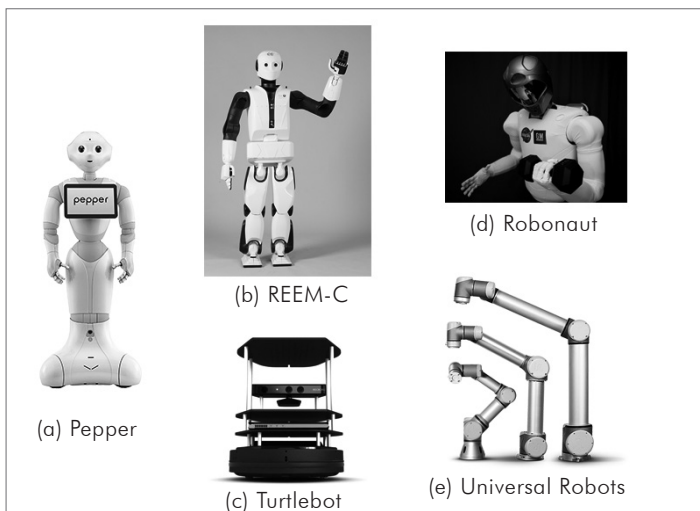 pepper
(a) Pepper
(b) REEM-C
(c) Turtlebot
(d) Robonaut
(e) Universal Robots